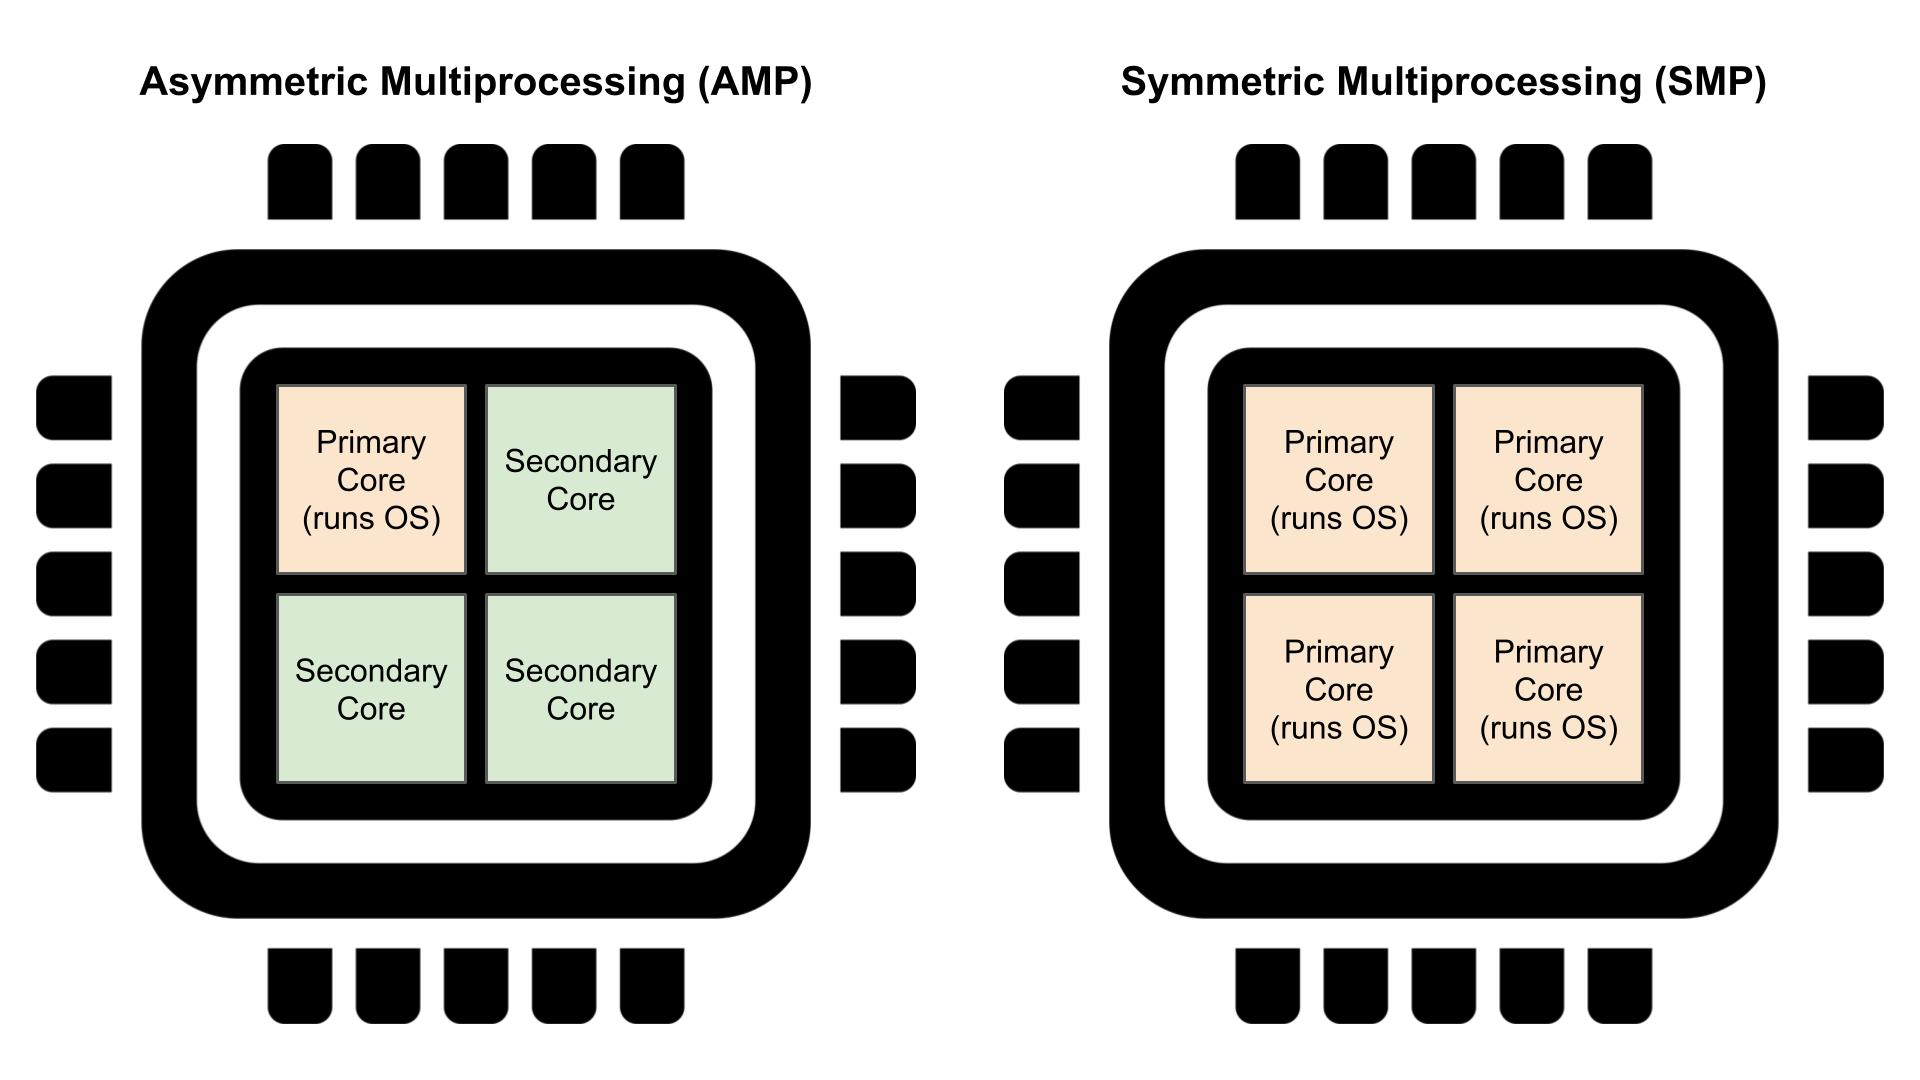 Asymmetric Multiprocessing (AMP)
Primary
Core
(runs OS)
Secondary
Core
Secondary
Core
Secondary
Core
Symmetric Multiprocessing (SMP)
Primary
Core
(runs OS)
Primary
Core
(runs OS)
Primary
Core
(runs OS)
Primary
Core
(runs OS)